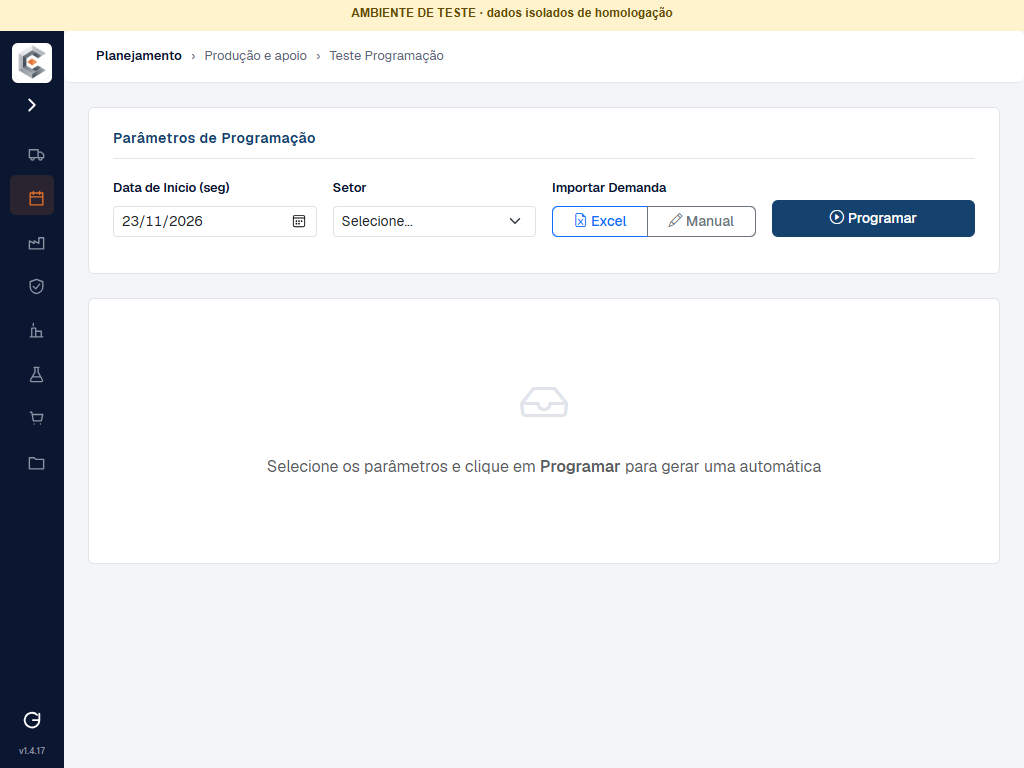 AMBIENTE DE TESTE · dados isolados de homologação
Planejamento › Produção e apoio › Teste Programação
Parâmetros de Programação
Data de Início (seg)
Setor
Importar Demanda
23/11/2026
Selecione...
Excel
Manual
Programar
Selecione os parâmetros e clique em Programar para gerar uma automática
v1.4.17